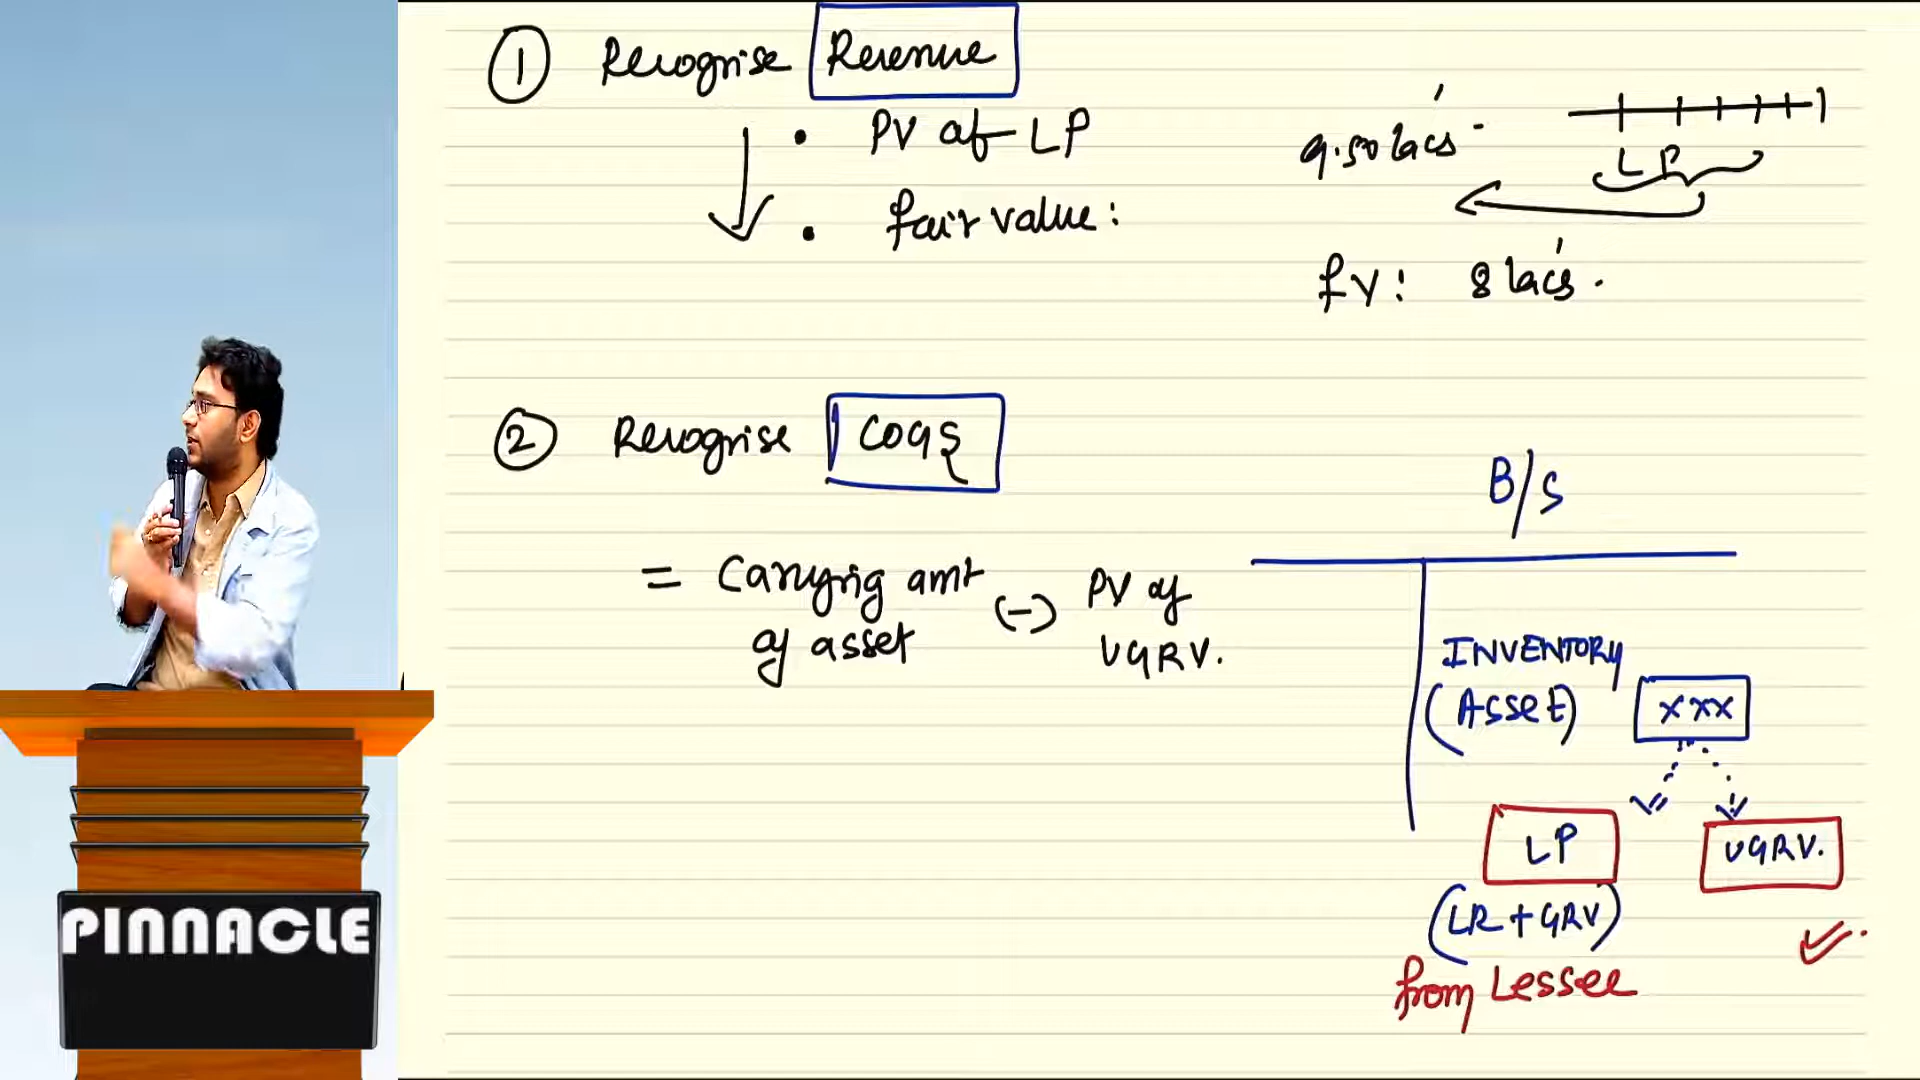 ① Recognise Revenue
• PV of LP
• fair value:
9.50 lacs
LP
FV: 8 lacs.
② Recognise COGS
= Carrying amt of asset (-) PV of UGRV.
B/S
INVENTORY
(Asset) xxx
LP UGRV.
(LR + GRV)
from Lessee
PINNACLE